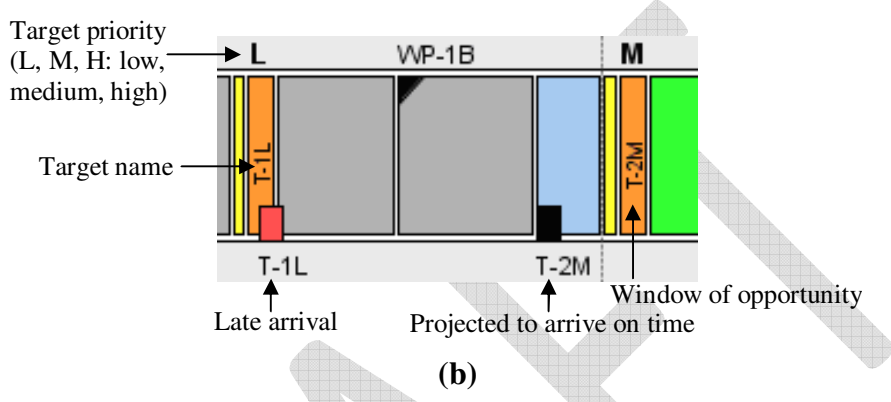 Target priority
(L, M, H: low,
medium, high)
L WP-1B M
Target name
T-1L
T-2M
T-1L T-2M
Window of opportunity
Late arrival
Projected to arrive on time
(b)